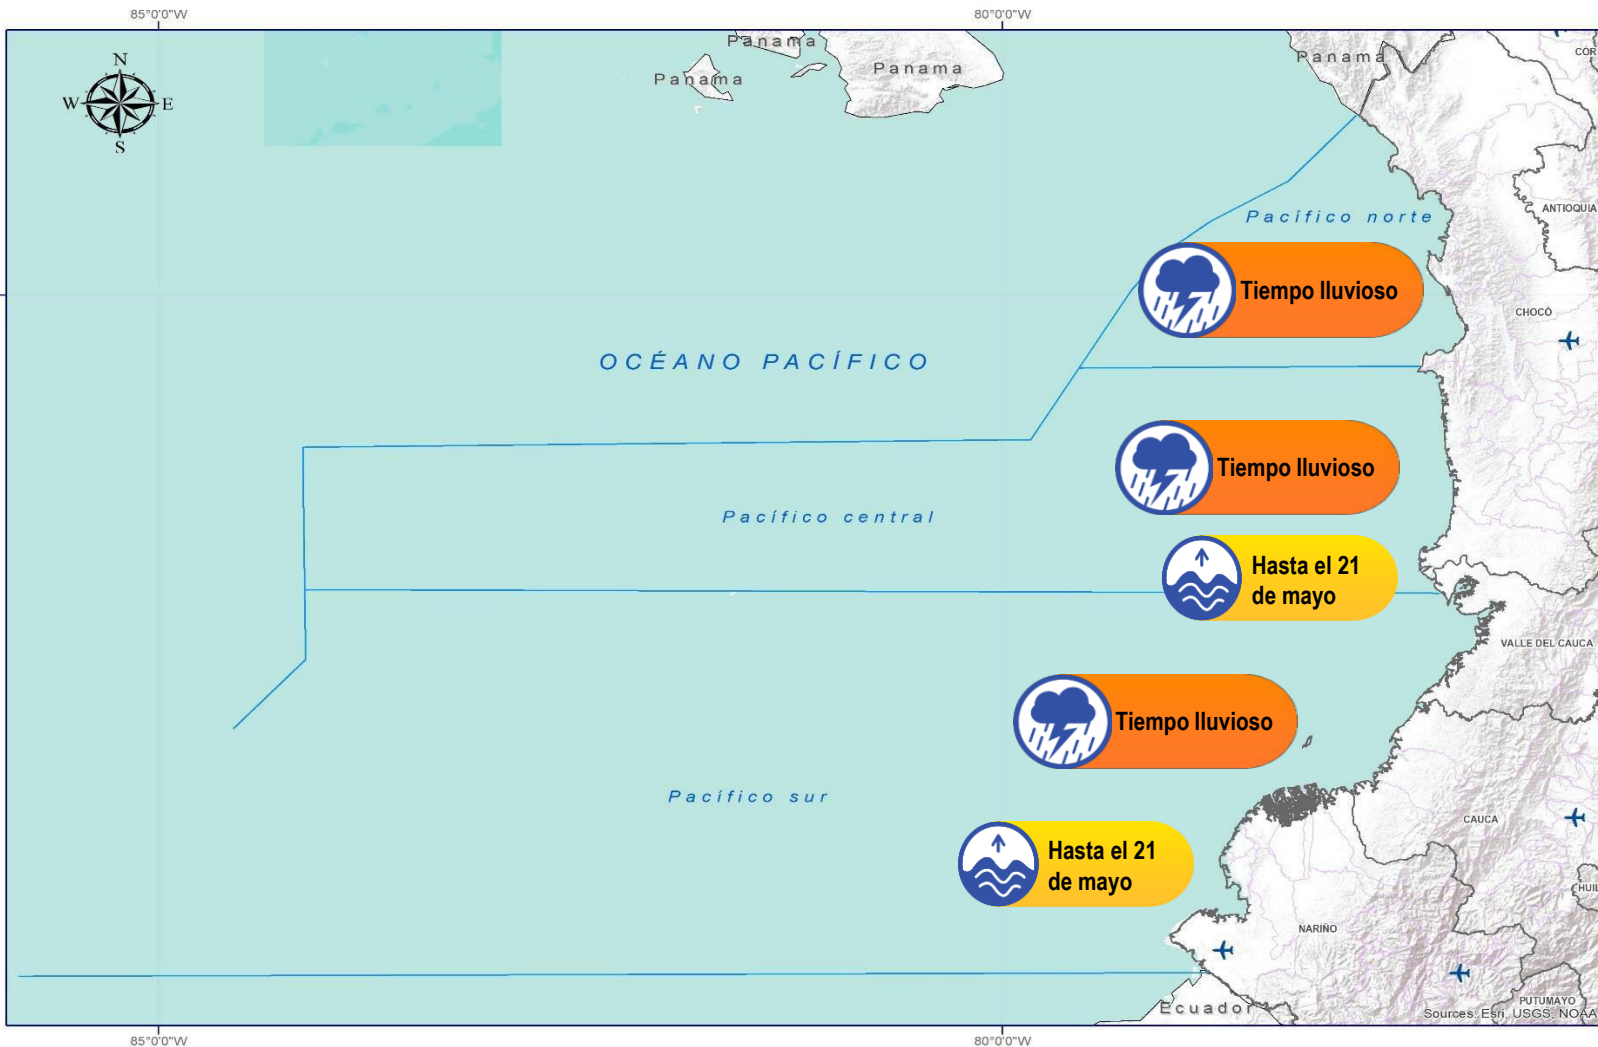 85°0'0"W
80°0'0"W
N
W
E
S
Panama
Panama
Panama
Panama
CÓR
ANTIOQUIA
Pacífico norte
Tiempo lluvioso
CHOCÓ
OCÉANO PACÍFICO
Tiempo lluvioso
Pacífico central
Hasta el 21
de mayo
VALLE DEL CAUCA
Tiempo lluvioso
Pacífico sur
CAUCA
Hasta el 21
de mayo
HUIL
NARIÑO
PUTUMAYO
Ecuador
Sources: Esri, USGS, NOAA
85°0'0"W
80°0'0"W